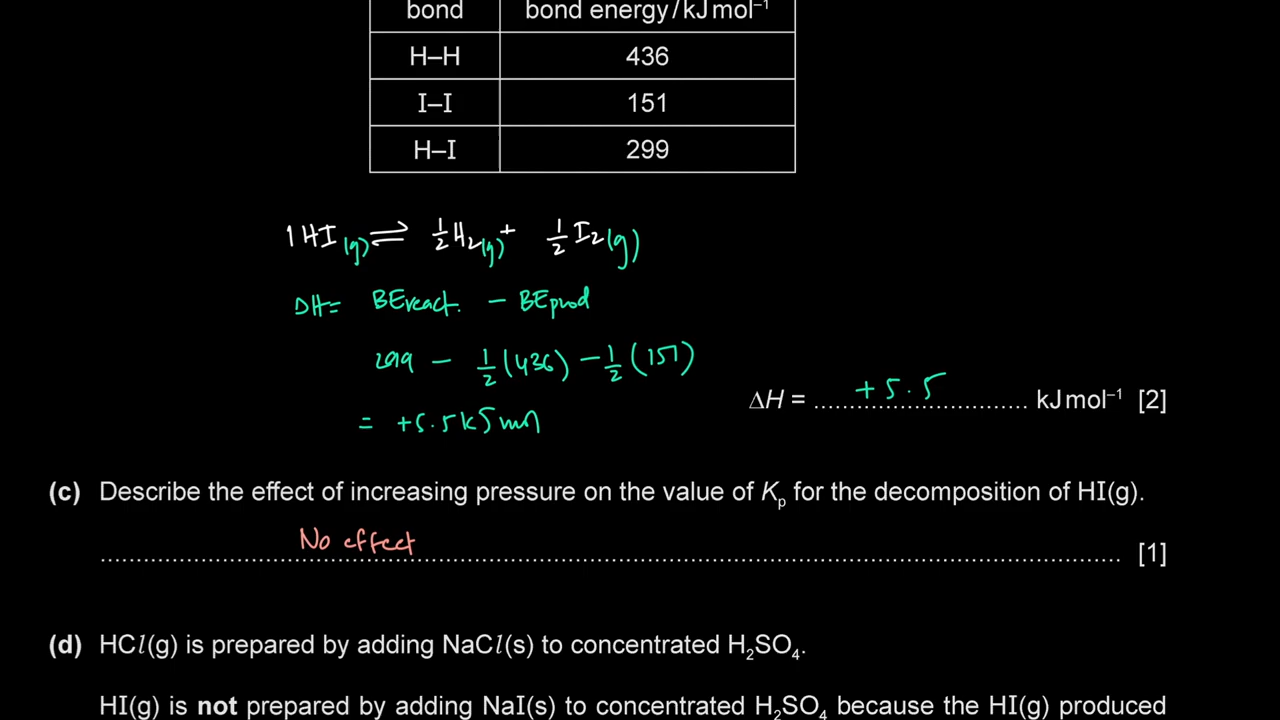 bond bond energy/kJ mol⁻¹
H–H 436
I–I 151
H–I 299
1 HI(g) ⇌ ½H₂(g) + ½I₂(g)
DH = BEreact. − BEprod
299 − ½(436) − ½(151)
= +5.5 kJ mol
ΔH = +5.5 kJ mol⁻¹ [2]
(c) Describe the effect of increasing pressure on the value of Kₚ for the decomposition of HI(g).
No effect [1]
(d) HCl(g) is prepared by adding NaCl(s) to concentrated H₂SO₄.
HI(g) is not prepared by adding NaI(s) to concentrated H₂SO₄ because the HI(g) produced